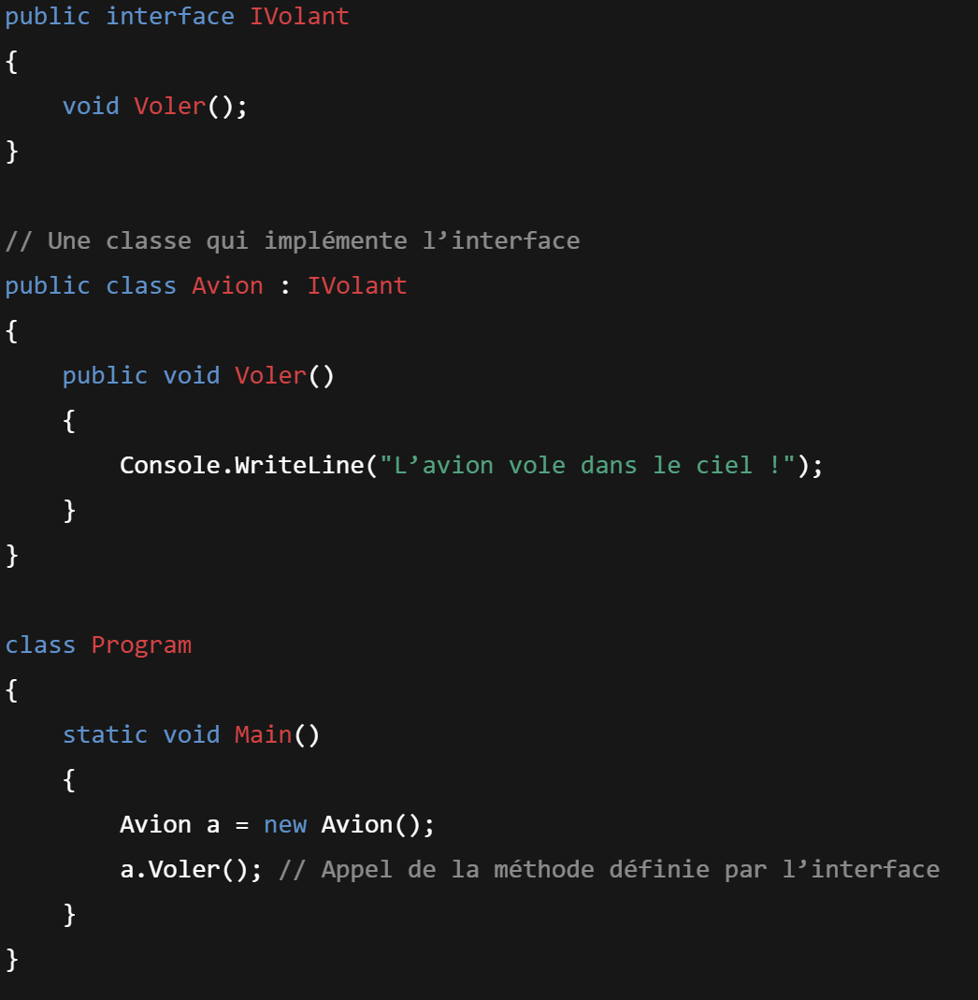 public interface IVolant
{
    void Voler();
}

// Une classe qui implémente l’interface
public class Avion : IVolant
{
    public void Voler()
    {
        Console.WriteLine("L’avion vole dans le ciel !");
    }
}

class Program
{
    static void Main()
    {
        Avion a = new Avion();
        a.Voler(); // Appel de la méthode définie par l’interface
    }
}